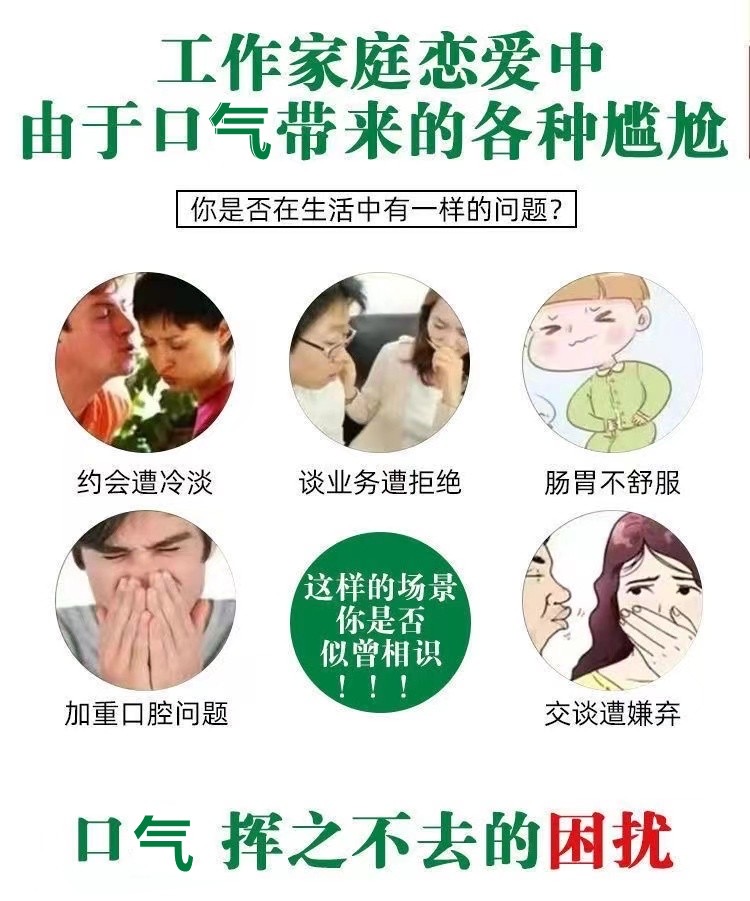 工作家庭恋爱中
由于口气带来的各种尴尬
你是否在生活中有一样的问题?
约会遭冷淡
谈业务遭拒绝
肠胃不舒服
这样的场景
你是否
似曾相识
！！！
加重口腔问题
交谈遭嫌弃
口气 挥之不去的困扰